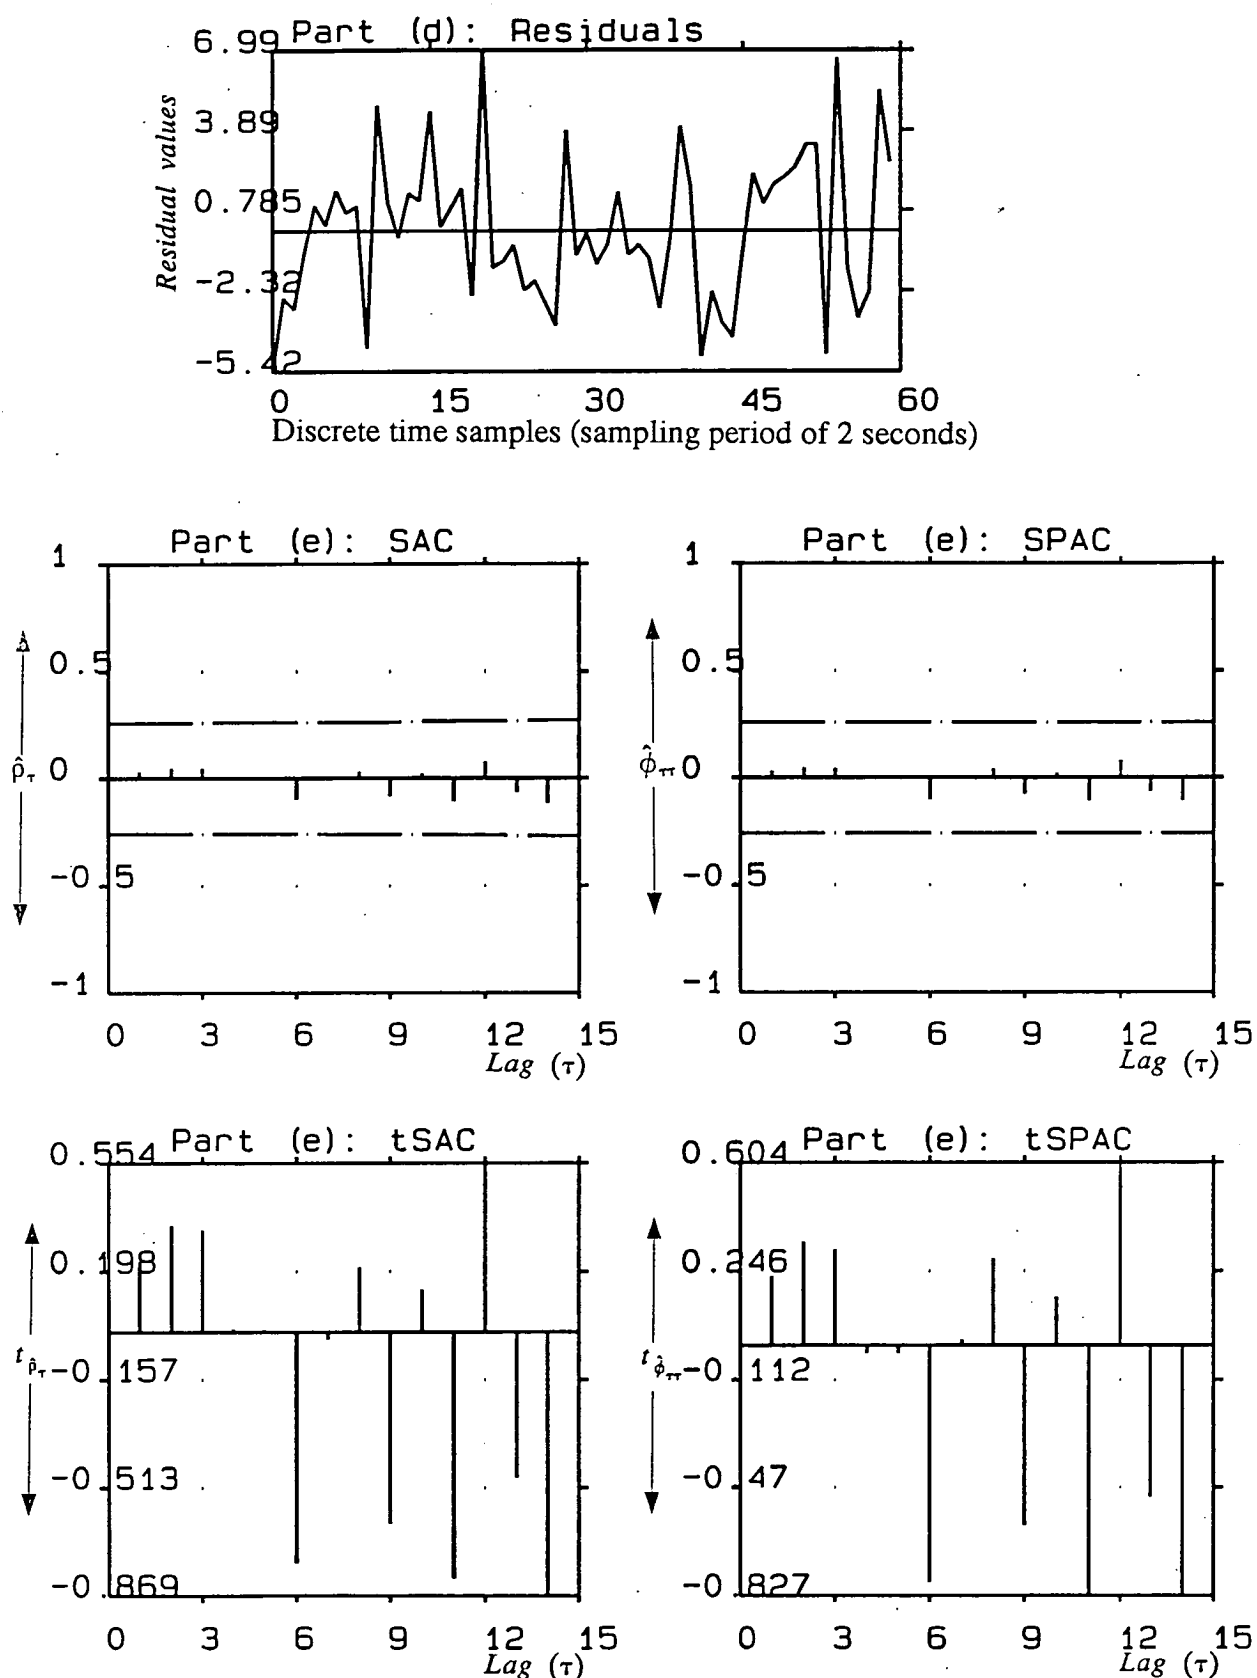 Part (d): Residuals
6.99
3.89
0.785
-2.32
-5.42
Residual values
0 15 30 45 60
Discrete time samples (sampling period of 2 seconds)
Part (e): SAC
1
0.5
0
-0.5
-1
ρ̂τ
0 3 6 9 12 15
Lag (τ)
Part (e): SPAC
1
0.5
0
-0.5
-1
φ̂ττ
0 3 6 9 12 15
Lag (τ)
Part (e): tSAC
0.554
0.198
-0.157
-0.513
-0.869
t ρ̂τ
0 3 6 9 12 15
Lag (τ)
Part (e): tSPAC
0.604
0.246
-0.112
-0.47
-0.827
t φ̂ττ
0 3 6 9 12 15
Lag (τ)